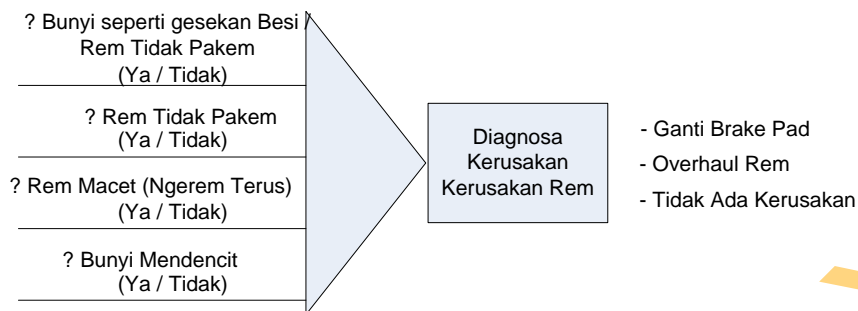 ? Bunyi seperti gesekan Besi /
Rem Tidak Pakem
(Ya / Tidak)
? Rem Tidak Pakem
(Ya / Tidak)
? Rem Macet (Ngerem Terus)
(Ya / Tidak)
? Bunyi Mendencit
(Ya / Tidak)
Diagnosa
Kerusakan
Kerusakan Rem
- Ganti Brake Pad
- Overhaul Rem
- Tidak Ada Kerusakan